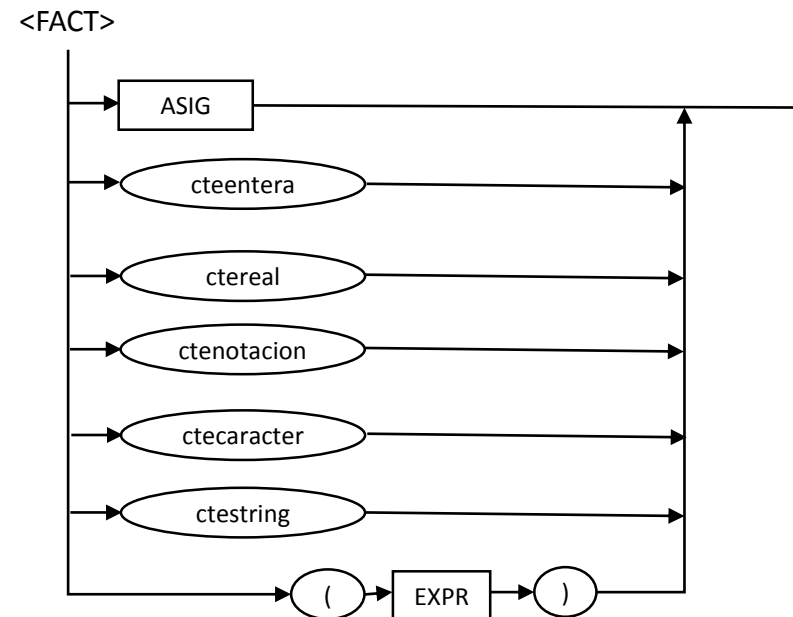 <FACT>
ASIG
cteentera
ctereal
ctenotacion
ctecaracter
ctestring
( EXPR )